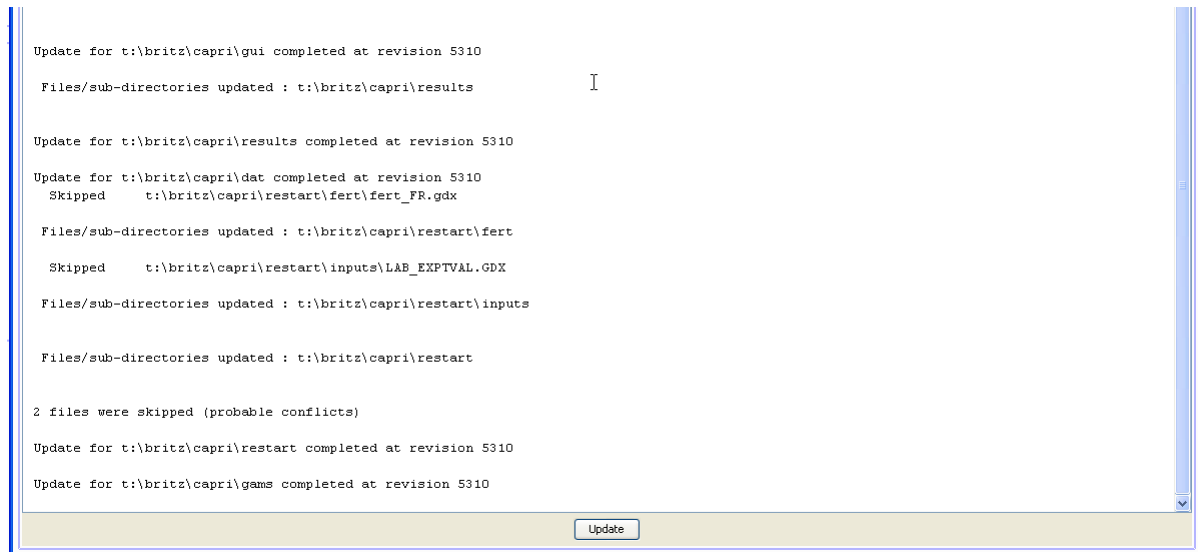 Update for t:\britz\capri\gui completed at revision 5310
Files/sub-directories updated : t:\britz\capri\results
Update for t:\britz\capri\results completed at revision 5310
Update for t:\britz\capri\dat completed at revision 5310
Skipped     t:\britz\capri\restart\fert\fert_FR.gdx
Files/sub-directories updated : t:\britz\capri\restart\fert
Skipped     t:\britz\capri\restart\inputs\LAB_EXPTVAL.GDX
Files/sub-directories updated : t:\britz\capri\restart\inputs
Files/sub-directories updated : t:\britz\capri\restart
2 files were skipped (probable conflicts)
Update for t:\britz\capri\restart completed at revision 5310
Update for t:\britz\capri\gams completed at revision 5310
Update